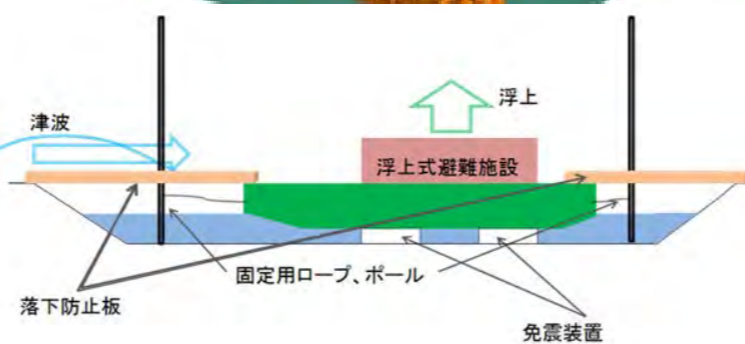 浮上
津波
浮上式避難施設
固定用ロープ、ポール
落下防止板
免震装置